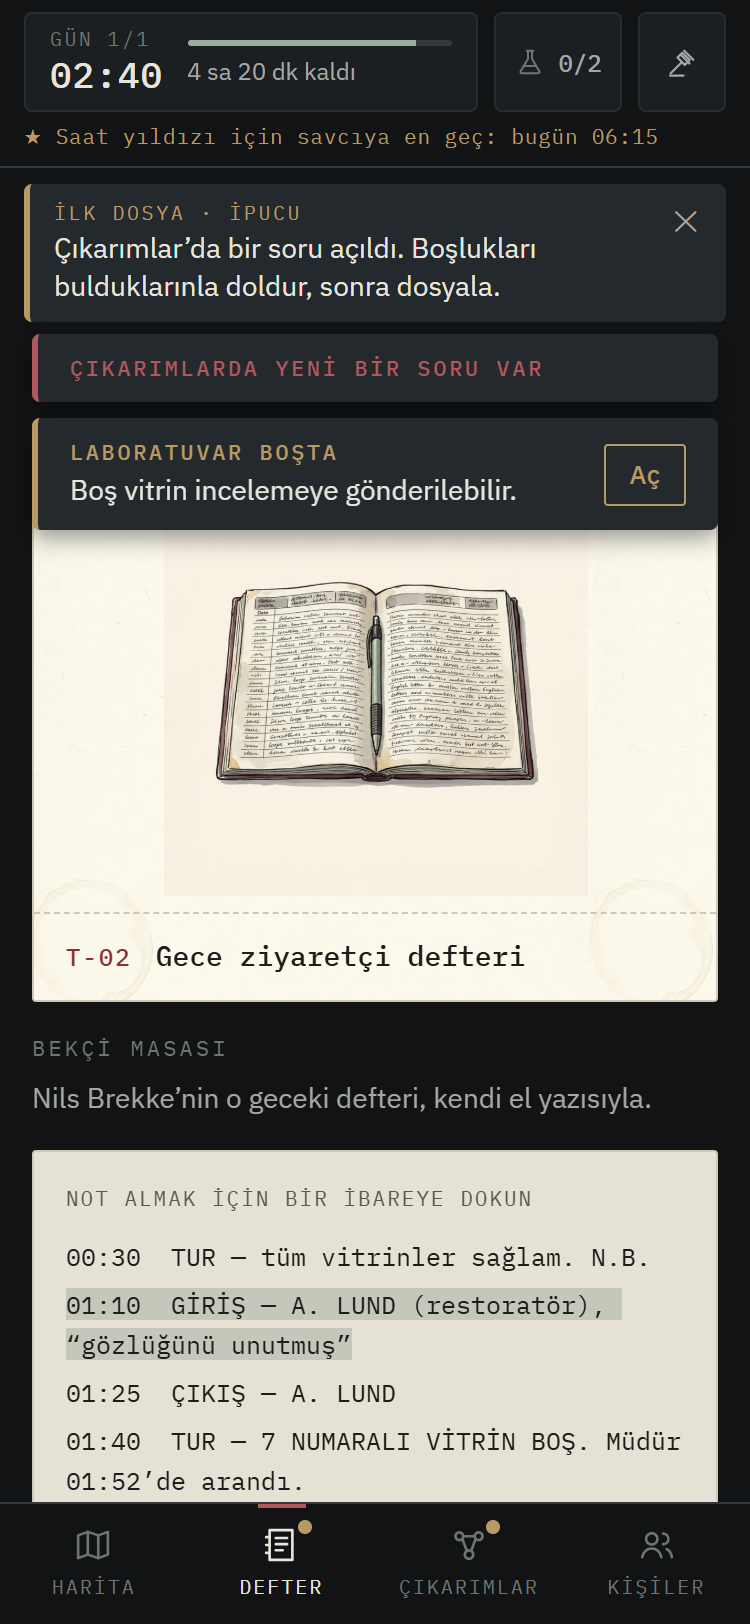 GÜN 1/1
02:40
4 sa 20 dk kaldı
0/2
★ Saat yıldızı için savcıya en geç: bugün 06:15
İLK DOSYA · İPUCU
Çıkarımlar’da bir soru açıldı. Boşlukları
bulduklarınla doldur, sonra dosyala.
ÇIKARIMLARDA YENİ BİR SORU VAR
LABORATUVAR BOŞTA
Boş vitrin incelemeye gönderilebilir.
Aç
T-02 Gece ziyaretçi defteri
BEKÇİ MASASI
Nils Brekke’nin o geceki defteri, kendi el yazısıyla.
NOT ALMAK İÇİN BİR İBAREYE DOKUN
00:30 TUR — tüm vitrinler sağlam. N.B.
01:10 GİRİŞ — A. LUND (restoratör),
“gözlüğünü unutmuş”
01:25 ÇIKIŞ — A. LUND
01:40 TUR — 7 NUMARALI VİTRİN BOŞ. Müdür
01:52’de arandı.
HARİTA
DEFTER
ÇIKARIMLAR
KİŞİLER